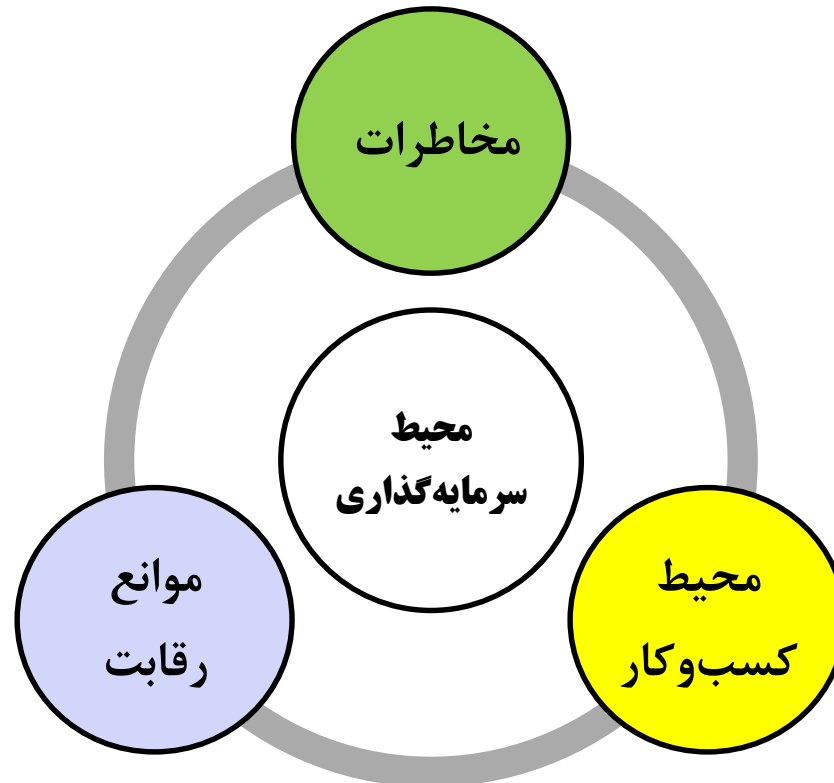 مخاطرات
محیط
سرمایه‌گذاری
موانع
رقابت
محیط
کسب‌وکار